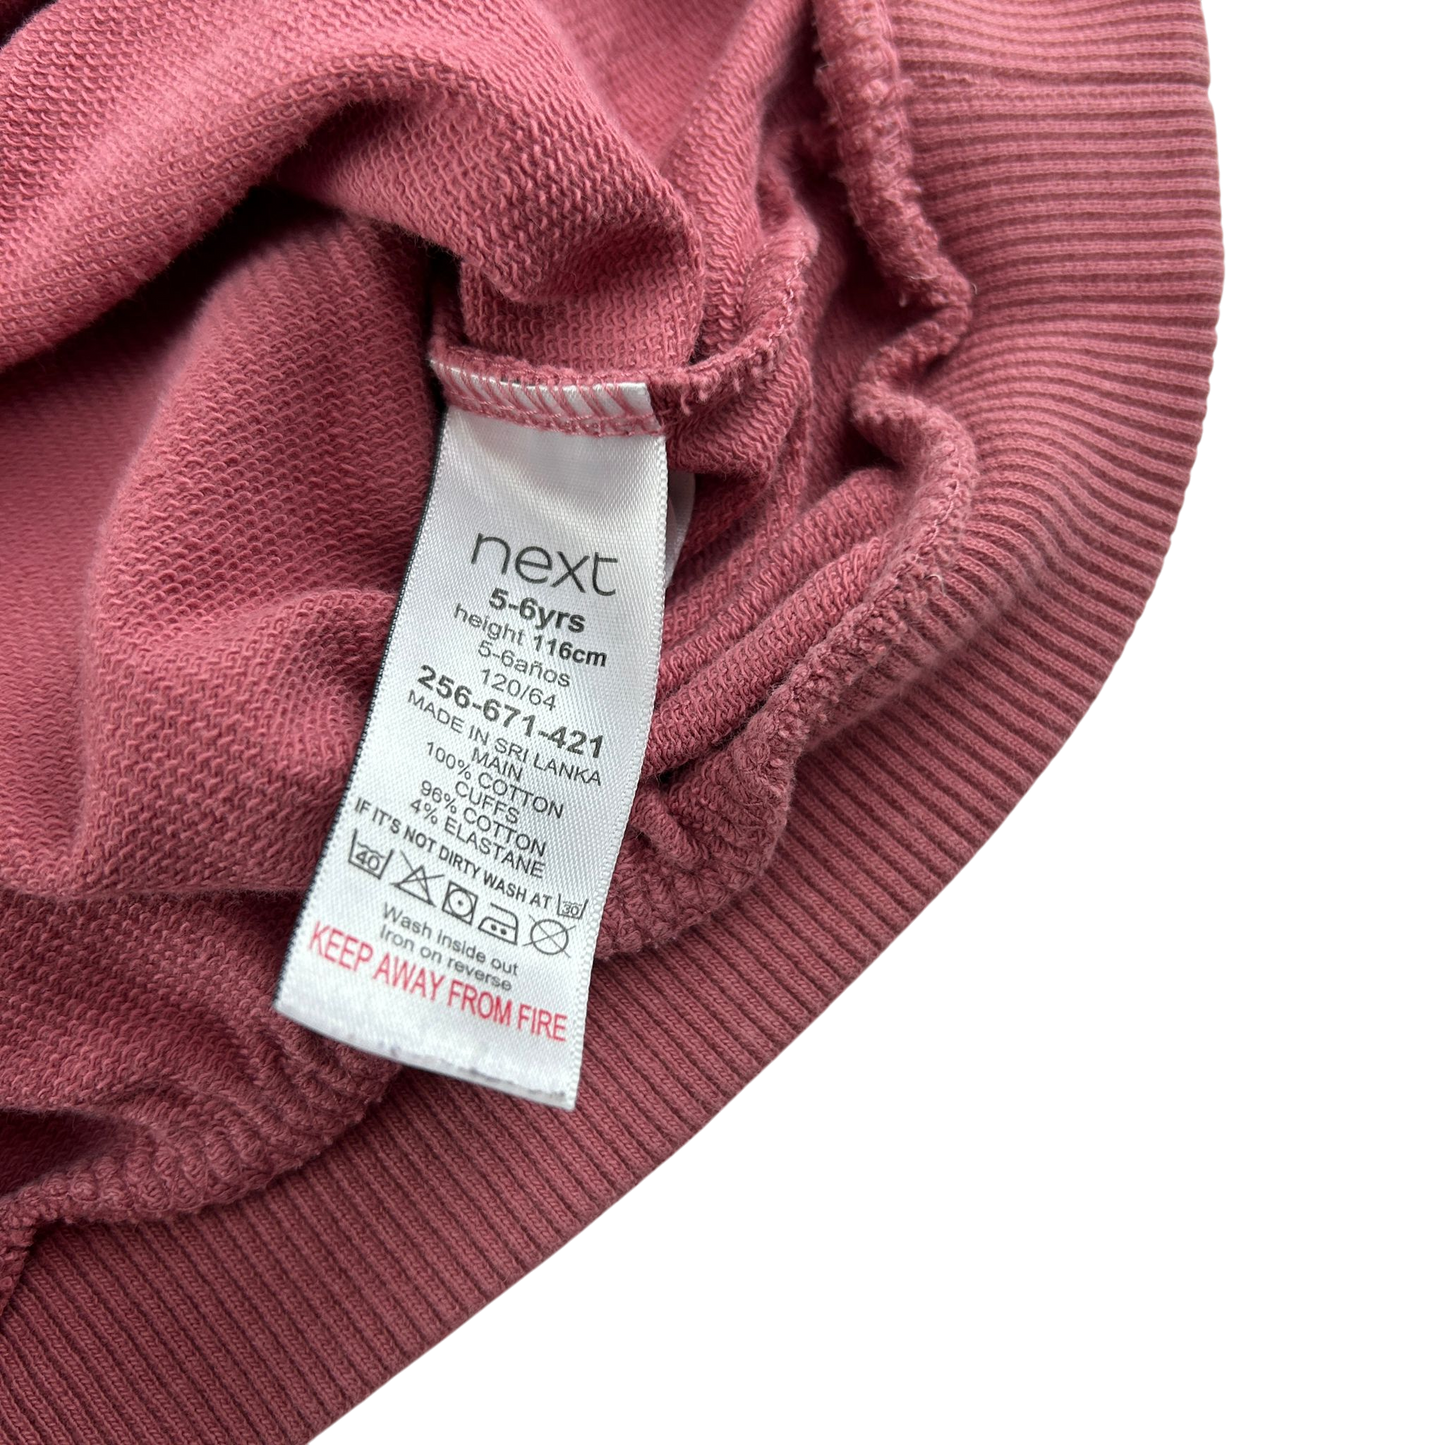 next
5-6yrs
height 116cm
5-6años
120/64
256-671-421
MADE IN SRI LANKA
MAIN
100% COTTON
CUFFS
96% COTTON
4% ELASTANE
IF IT'S NOT DIRTY WASH AT 30
40
Wash inside out
Iron on reverse
KEEP AWAY FROM FIRE